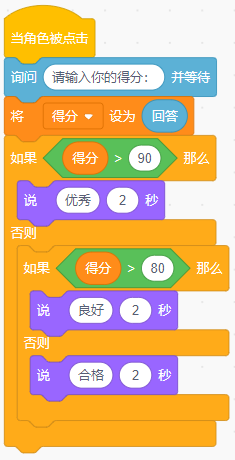 当角色被点击
询问 请输入你的得分: 并等待
将 得分 设为 回答
如果 得分 > 90 那么
说 优秀 2 秒
否则
如果 得分 > 80 那么
说 良好 2 秒
否则
说 合格 2 秒